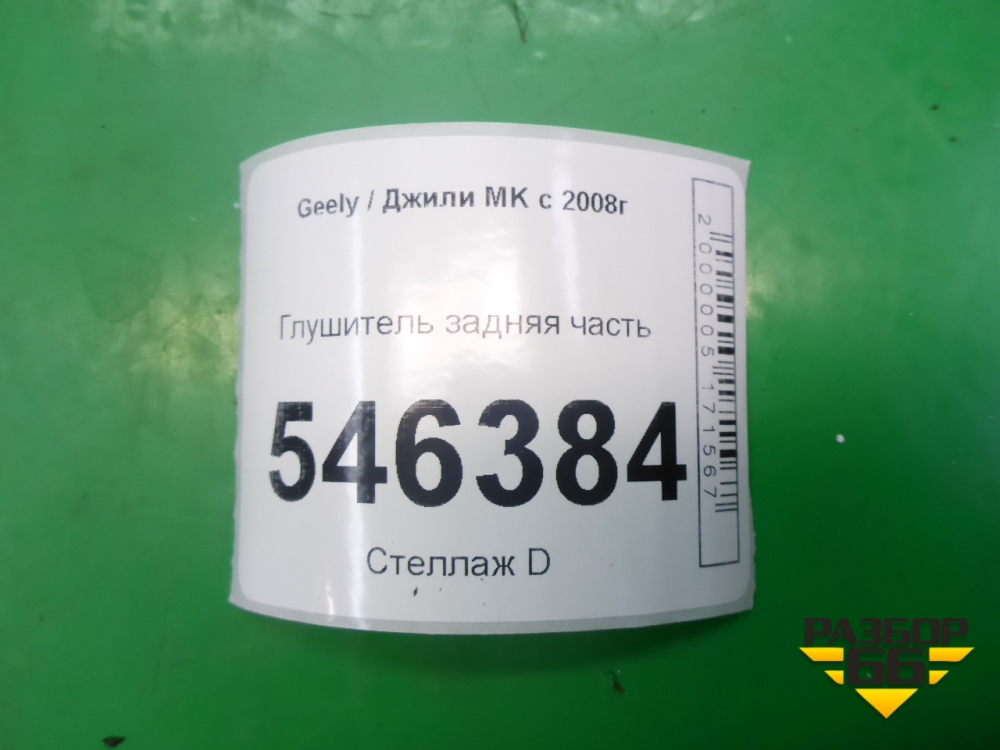 Geely / Джили МК с 2008г
Глушитель задняя часть
546384
Стеллаж D
2000005171567
РАЗБОР
66